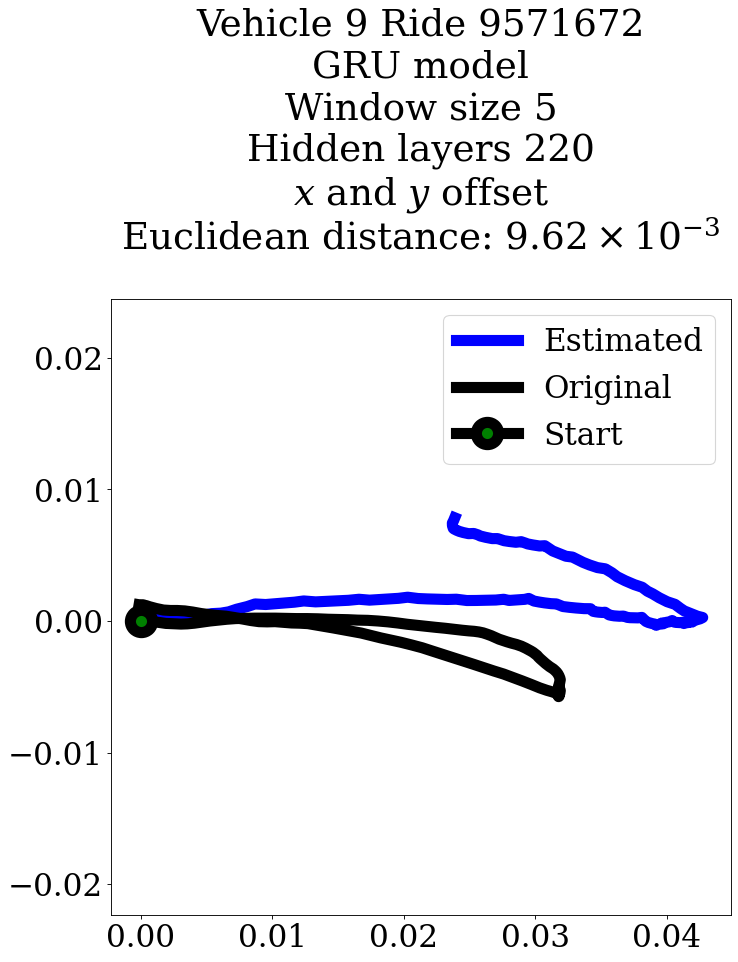 Vehicle 9 Ride 9571672
GRU model
Window size 5
Hidden layers 220
x and y offset
Euclidean distance: 9.62 × 10⁻³
Estimated
Original
Start
0.02
0.01
0.00
−0.01
−0.02
0.00 0.01 0.02 0.03 0.04